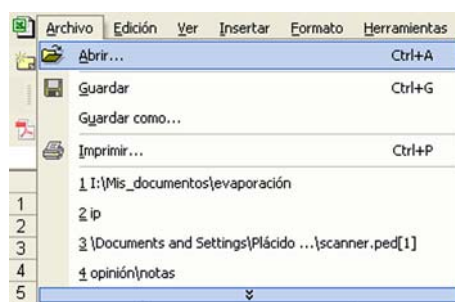 Archivo Edición Ver Insertar Formato Herramientas
Abrir... Ctrl+A
Guardar Ctrl+G
Guardar como...
Imprimir... Ctrl+P
1 I:\Mis_documentos\evaporación
2 ip
3 \Documents and Settings\Plácido ...\scanner.ped[1]
4 opinión\notas
1
2
3
4
5